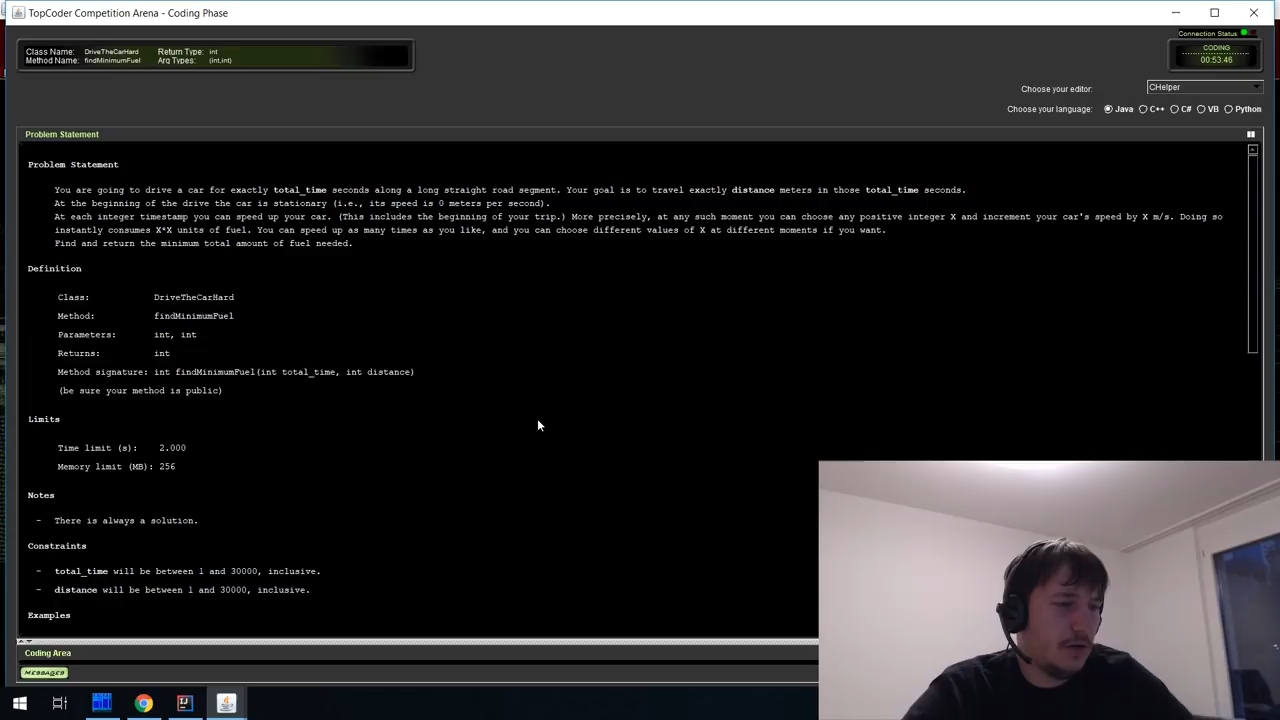 TopCoder Competition Arena - Coding Phase
Connection Status
Class Name: DriveTheCarHard Return Type: int
Method Name: findMinimumFuel Arg Types: (int,int)
CODING
00:53:46
Choose your editor: CHelper
Choose your language: Java C++ C# VB Python
Problem Statement
Problem Statement
You are going to drive a car for exactly total_time seconds along a long straight road segment. Your goal is to travel exactly distance meters in those total_time seconds.
At the beginning of the drive the car is stationary (i.e., its speed is 0 meters per second).
At each integer timestamp you can speed up your car. (This includes the beginning of your trip.) More precisely, at any such moment you can choose any positive integer X and increment your car's speed by X m/s. Doing so
instantly consumes X*X units of fuel. You can speed up as many times as you like, and you can choose different values of X at different moments if you want.
Find and return the minimum total amount of fuel needed.
Definition
Class: DriveTheCarHard
Method: findMinimumFuel
Parameters: int, int
Returns: int
Method signature: int findMinimumFuel(int total_time, int distance)
(be sure your method is public)
Limits
Time limit (s): 2.000
Memory limit (MB): 256
Notes
- There is always a solution.
Constraints
- total_time will be between 1 and 30000, inclusive.
- distance will be between 1 and 30000, inclusive.
Examples
Coding Area
MESSAGES